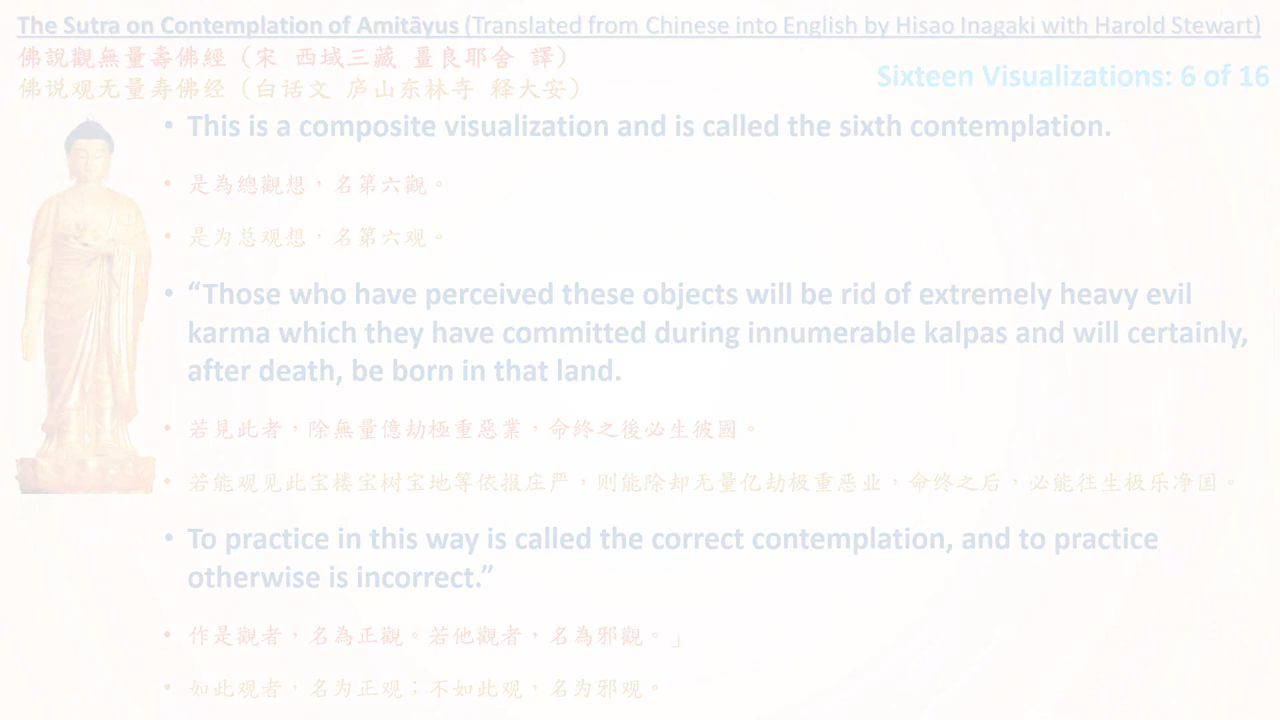 The Sutra on Contemplation of Amitāyus (Translated from Chinese into English by Hisao Inagaki with Harold Stewart)
佛說觀無量壽佛經（宋 西域三藏 畺良耶舍 譯）
佛说观无量寿佛经（白话文 庐山东林寺 释大安）
Sixteen Visualizations: 6 of 16
• This is a composite visualization and is called the sixth contemplation.
• 是為總觀想，名第六觀。
• 是为总观想，名第六观。
• “Those who have perceived these objects will be rid of extremely heavy evil
karma which they have committed during innumerable kalpas and will certainly,
after death, be born in that land.
• 若見此者，除無量億劫極重惡業，命終之後必生彼國。
• 若能观见此宝楼宝树宝地等依报庄严，则能除却无量亿劫极重恶业，命终之后，必能往生极乐净国。
• To practice in this way is called the correct contemplation, and to practice
otherwise is incorrect.”
• 作是觀者，名為正觀。若他觀者，名為邪觀。」
• 如此观者，名为正观；不如此观，名为邪观。